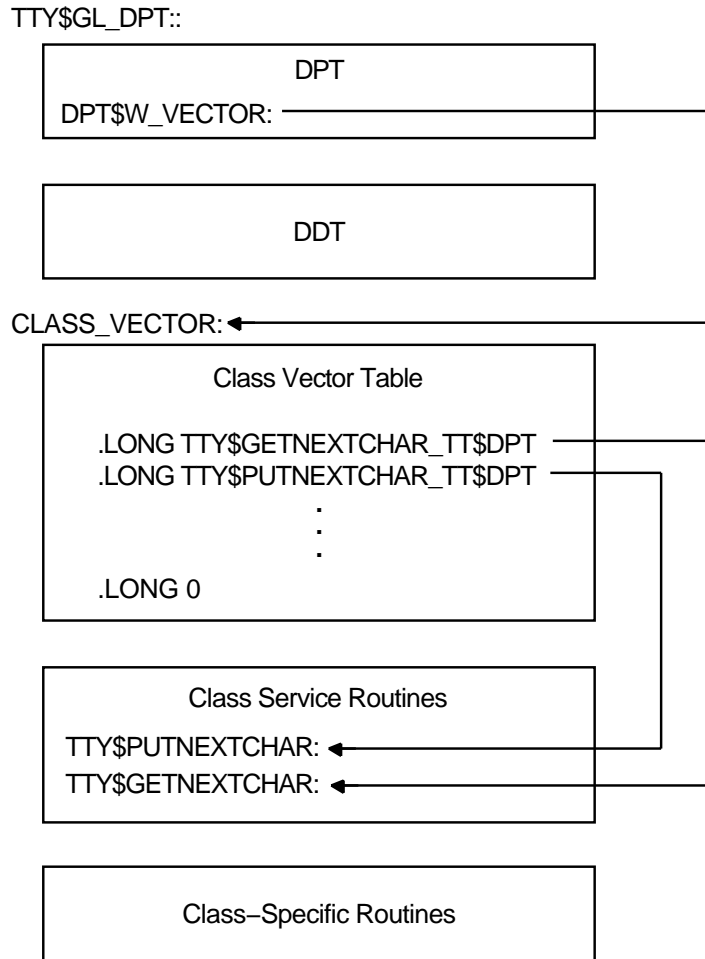 TTY$GL_DPT::
DPT
DPT$W_VECTOR:
DDT
CLASS_VECTOR:
Class Vector Table
.LONG TTY$GETNEXTCHAR_TT$DPT
.LONG TTY$PUTNEXTCHAR_TT$DPT
.
.
.
.LONG 0
Class Service Routines
TTY$PUTNEXTCHAR:
TTY$GETNEXTCHAR:
Class–Specific Routines